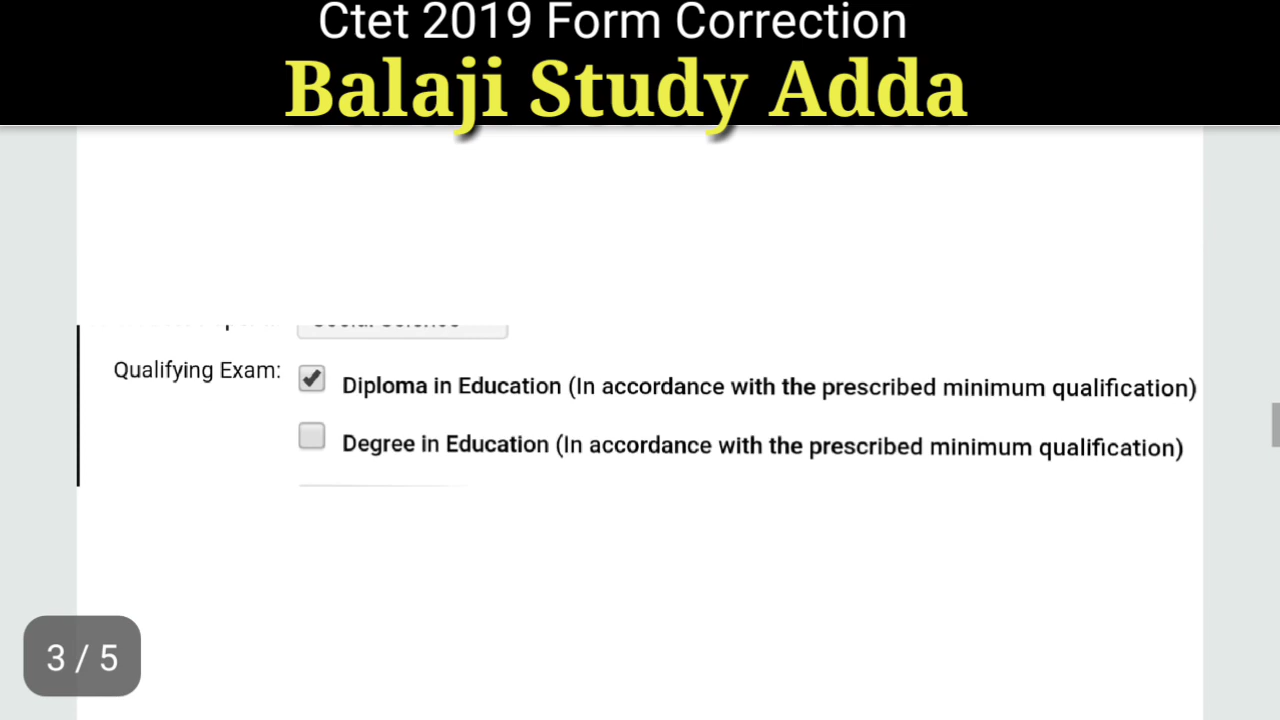 Ctet 2019 Form Correction
Balaji Study Adda
Qualifying Exam:
Diploma in Education (In accordance with the prescribed minimum qualification)
Degree in Education (In accordance with the prescribed minimum qualification)
3 / 5